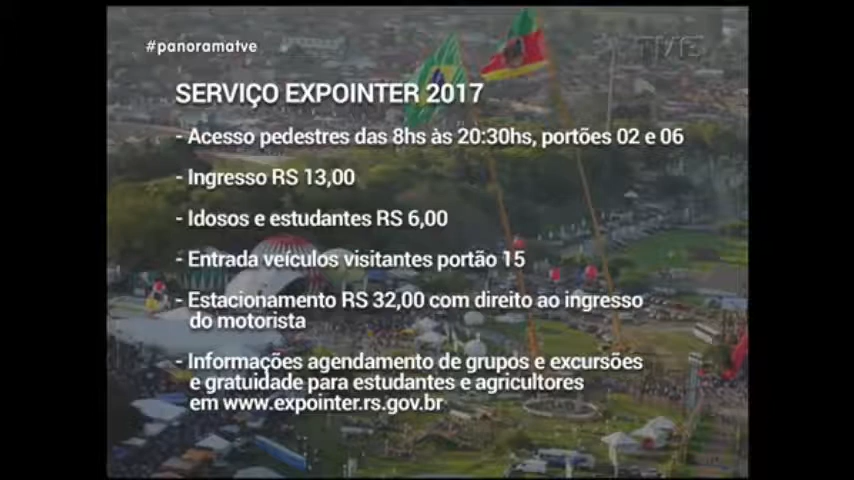 #panoramatve
TVE
SERVIÇO EXPOINTER 2017
- Acesso pedestres das 8hs às 20:30hs, portões 02 e 06
- Ingresso RS 13,00
- Idosos e estudantes RS 6,00
- Entrada veículos visitantes portão 15
- Estacionamento RS 32,00 com direito ao ingresso
do motorista
- Informações agendamento de grupos e excursões
e gratuidade para estudantes e agricultores
em www.expointer.rs.gov.br